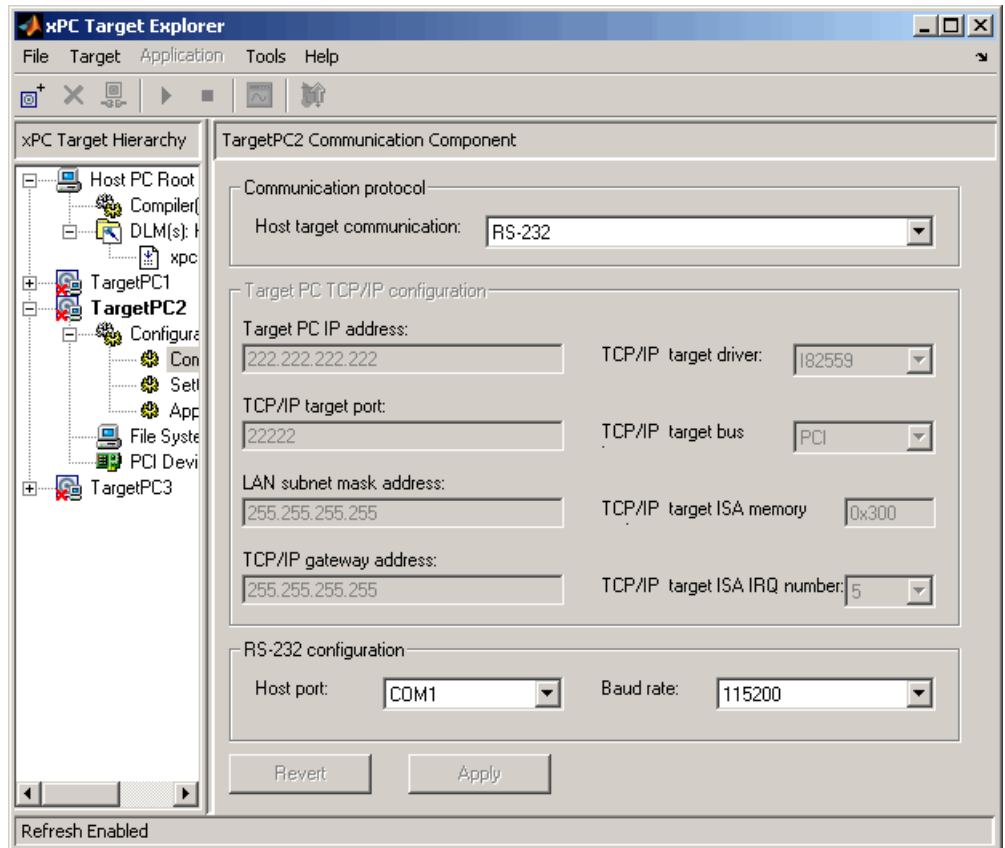 xPC Target Explorer
File Target Application Tools Help
xPC Target Hierarchy
TargetPC2 Communication Component
Host PC Root
Compiler(
DLM(s): H
xpc
TargetPC1
TargetPC2
Configura
Con
Sett
App
File Syste
PCI Devi
TargetPC3
Communication protocol
Host target communication: RS-232
Target PC TCP/IP configuration
Target PC IP address:
222.222.222.222
TCP/IP target driver: I82559
TCP/IP target port:
22222
TCP/IP target bus PCI
LAN subnet mask address:
255.255.255.255
TCP/IP target ISA memory 0x300
TCP/IP gateway address:
255.255.255.255
TCP/IP target ISA IRQ number: 5
RS-232 configuration
Host port: COM1 Baud rate: 115200
Revert Apply
Refresh Enabled